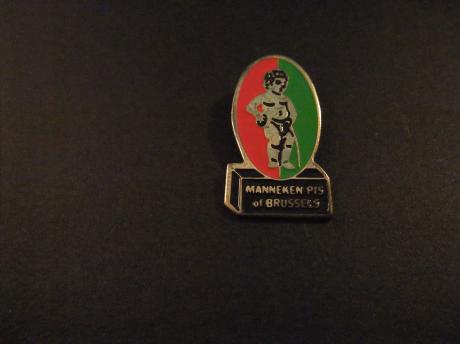 MANNEKEN PIS
of BRUSSELS